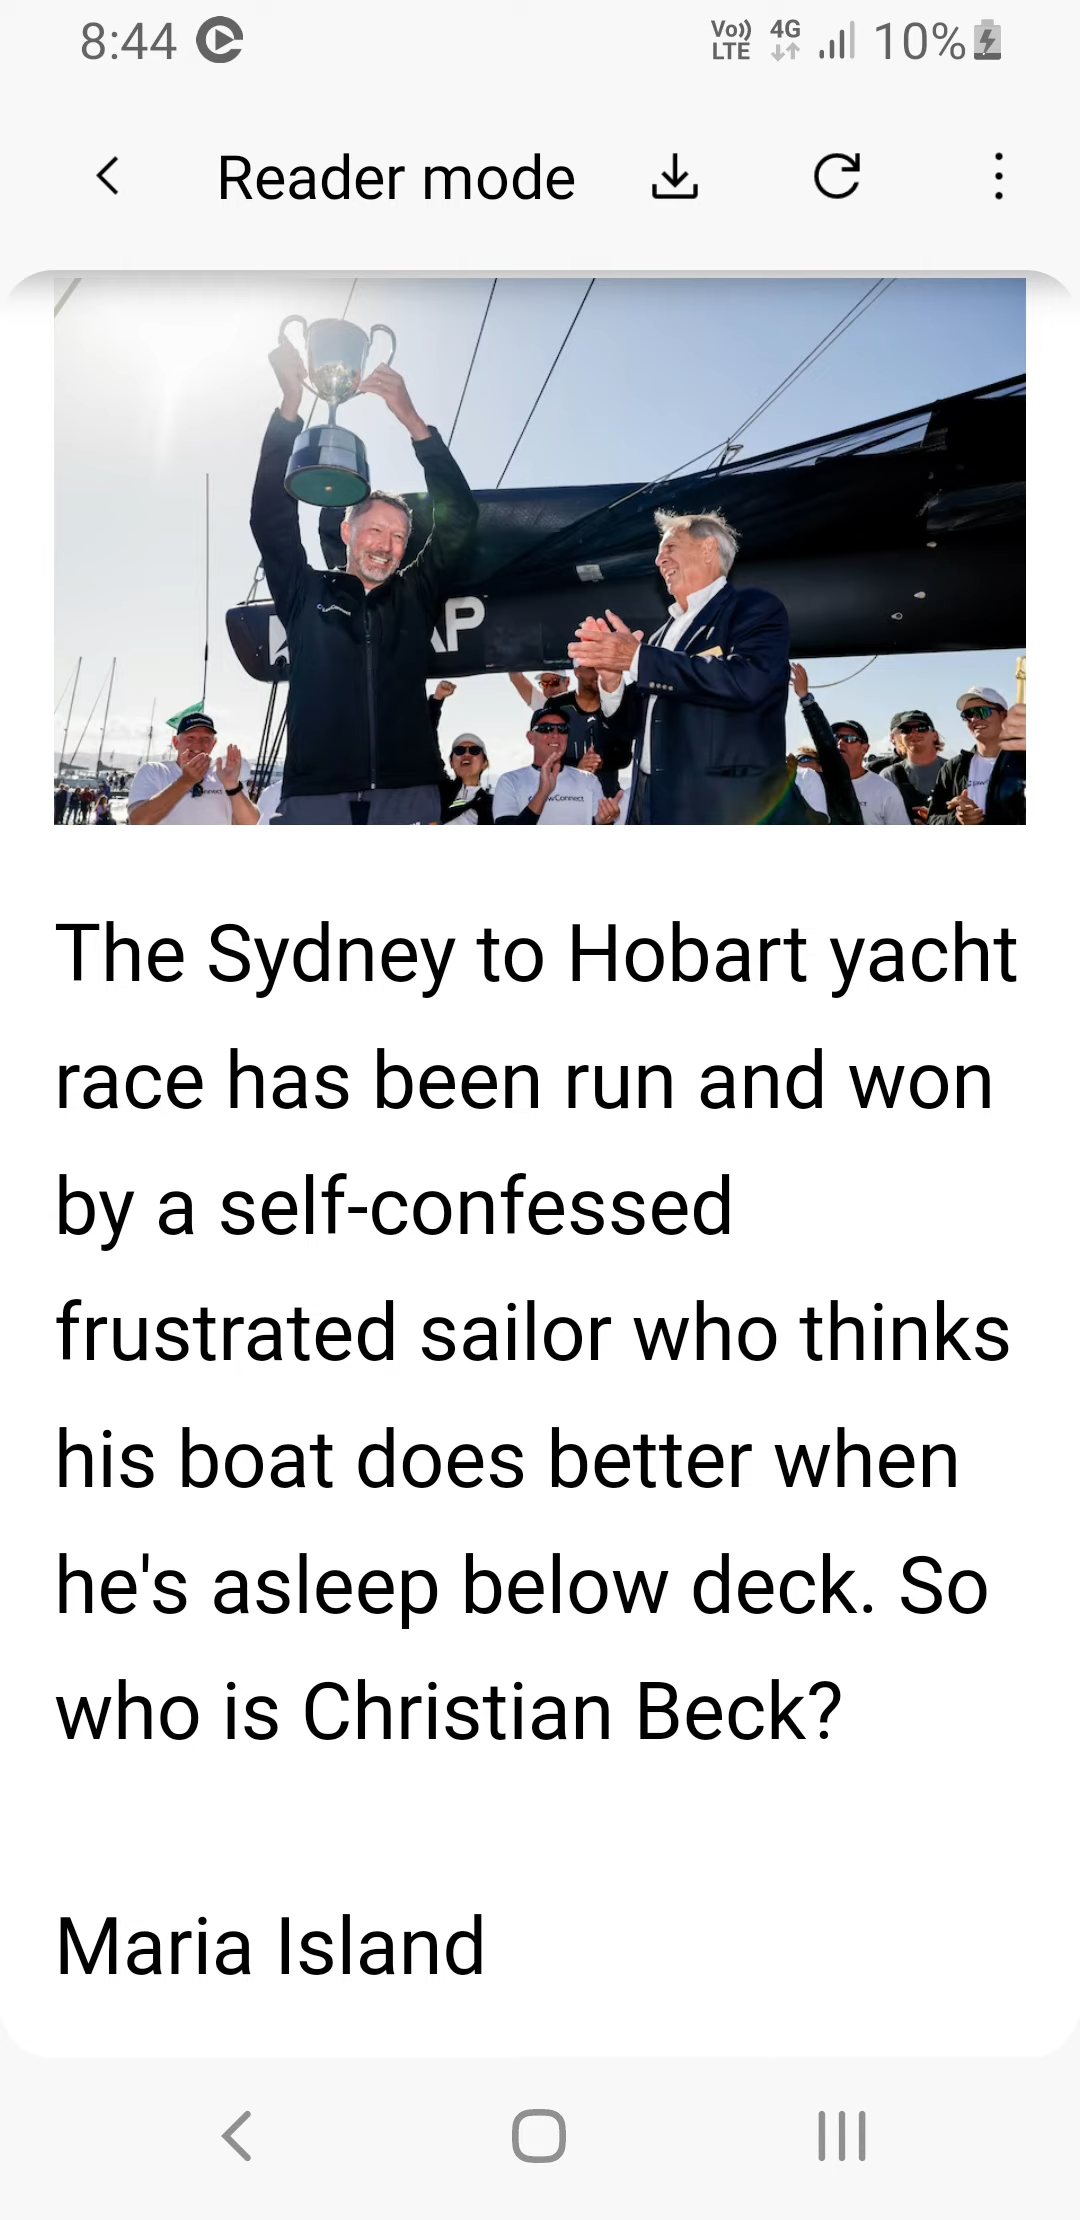 8:44 Vo)) LTE 4G 10%
Reader mode
AP
LawConnect
The Sydney to Hobart yacht
race has been run and won
by a self-confessed
frustrated sailor who thinks
his boat does better when
he's asleep below deck. So
who is Christian Beck?
Maria Island